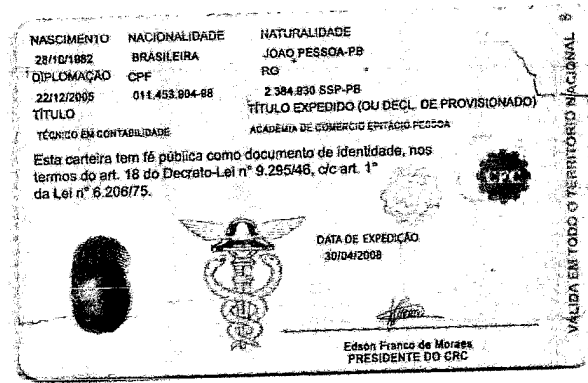 NASCIMENTO NACIONALIDADE NATURALIDADE
28/10/1982 BRASILEIRA JOAO PESSOA-PB
DIPLOMAÇÃO CPF RG
22/12/2005 011.453.904-98 2.384.830 SSP-PB
TÍTULO TÍTULO EXPEDIDO (OU DECL. DE PROVISIONADO)
TÉCNICO EM CONTABILIDADE ACADEMIA DE COMERCIO EPITÁCIO PESSOA
Esta carteira tem fé pública como documento de identidade, nos
termos do art. 18 do Decreto-Lei nº 9.295/46, c/c art. 1º
da Lei nº 6.206/75.
DATA DE EXPEDIÇÃO
30/04/2008
Edson Franco de Moraes
PRESIDENTE DO CRC
VÁLIDA EM TODO O TERRITÓRIO NACIONAL